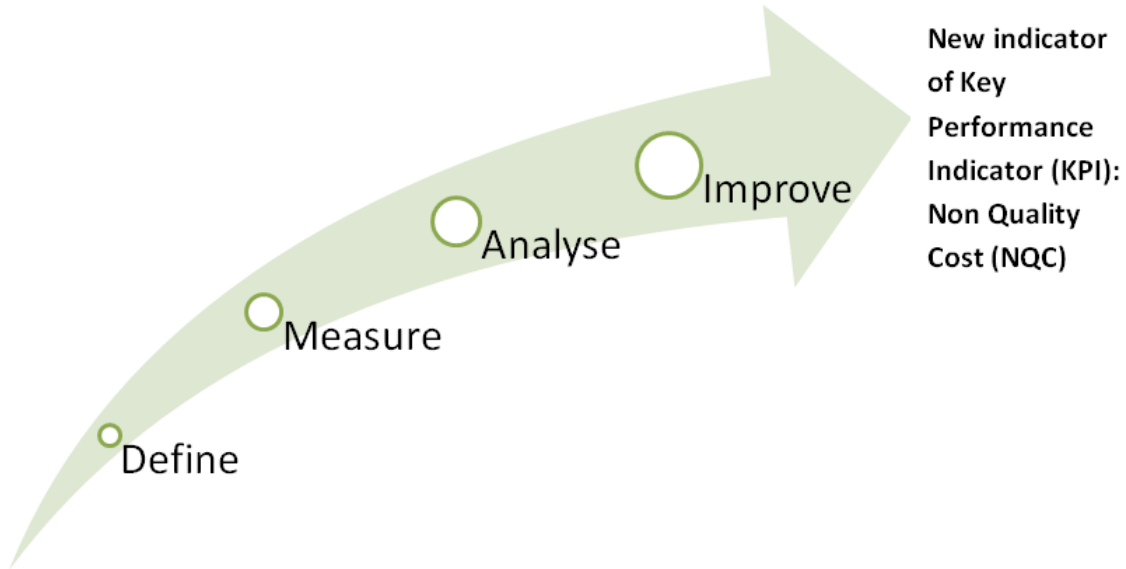 Define
Measure
Analyse
Improve
New indicator
of Key
Performance
Indicator (KPI):
Non Quality
Cost (NQC)